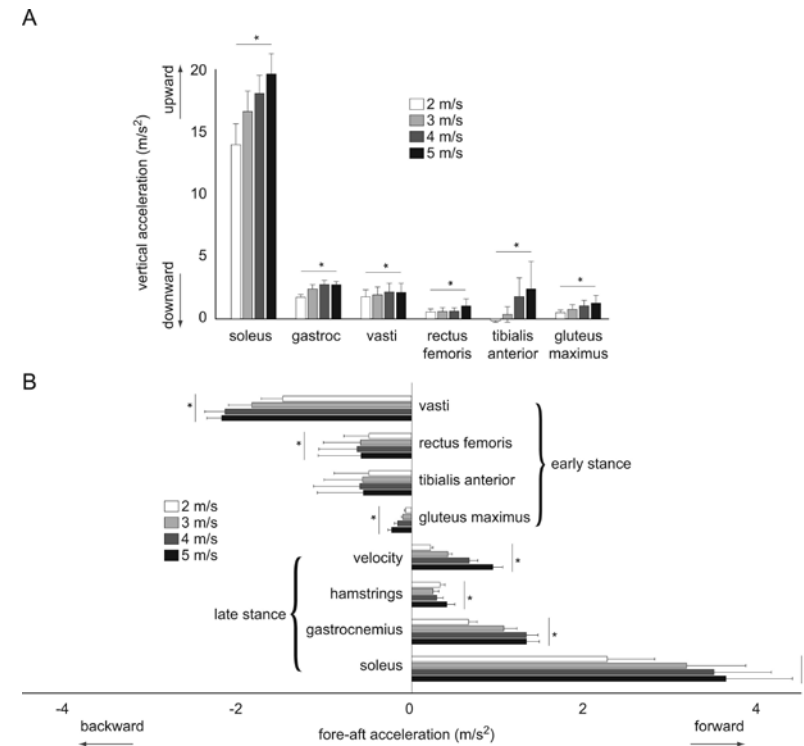 A
upward
downward
vertical acceleration (m/s²)
20
15
10
5
0
*
*
*
*
*
*
2 m/s
3 m/s
4 m/s
5 m/s
soleus
gastroc
vasti
rectus
femoris
tibialis
anterior
gluteus
maximus
B
*
vasti
*
rectus femoris
early stance
tibialis anterior
*
gluteus maximus
2 m/s
3 m/s
4 m/s
5 m/s
velocity
*
hamstrings
*
late stance
gastrocnemius
*
soleus
-4
-2
0
2
4
backward
fore-aft acceleration (m/s²)
forward